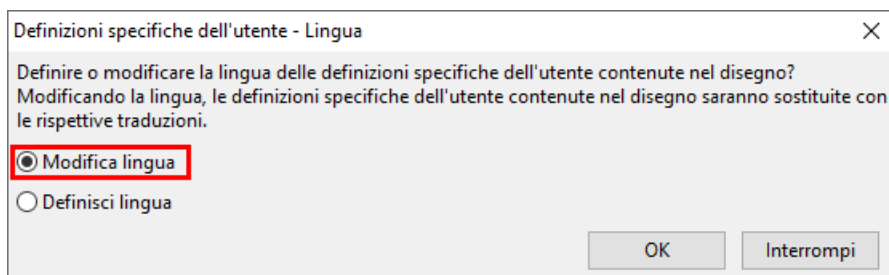 Definizioni specifiche dell'utente - Lingua
Definire o modificare la lingua delle definizioni specifiche dell'utente contenute nel disegno?
Modificando la lingua, le definizioni specifiche dell'utente contenute nel disegno saranno sostituite con
le rispettive traduzioni.
Modifica lingua
Definisci lingua
OK Interrompi